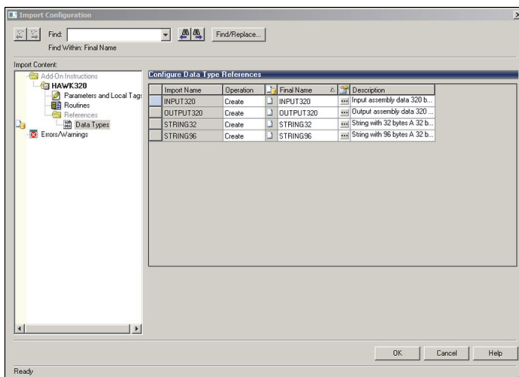 Import Configuration
Find:
Find/Replace...
Find Within: Final Name
Import Content:
Add-On Instructions
HAWK320
Parameters and Local Tags
Routines
References
Data Types
Errors/Warnings
Configure Data Type References
Import Name Operation Final Name Description
INPUT320 Create INPUT320 Input assembly data 320 b...
OUTPUT320 Create OUTPUT320 Output assembly data 320 ...
STRING32 Create STRING32 String with 32 bytes A 32 b...
STRING96 Create STRING96 String with 96 bytes A 32 b...
OK Cancel Help
Ready